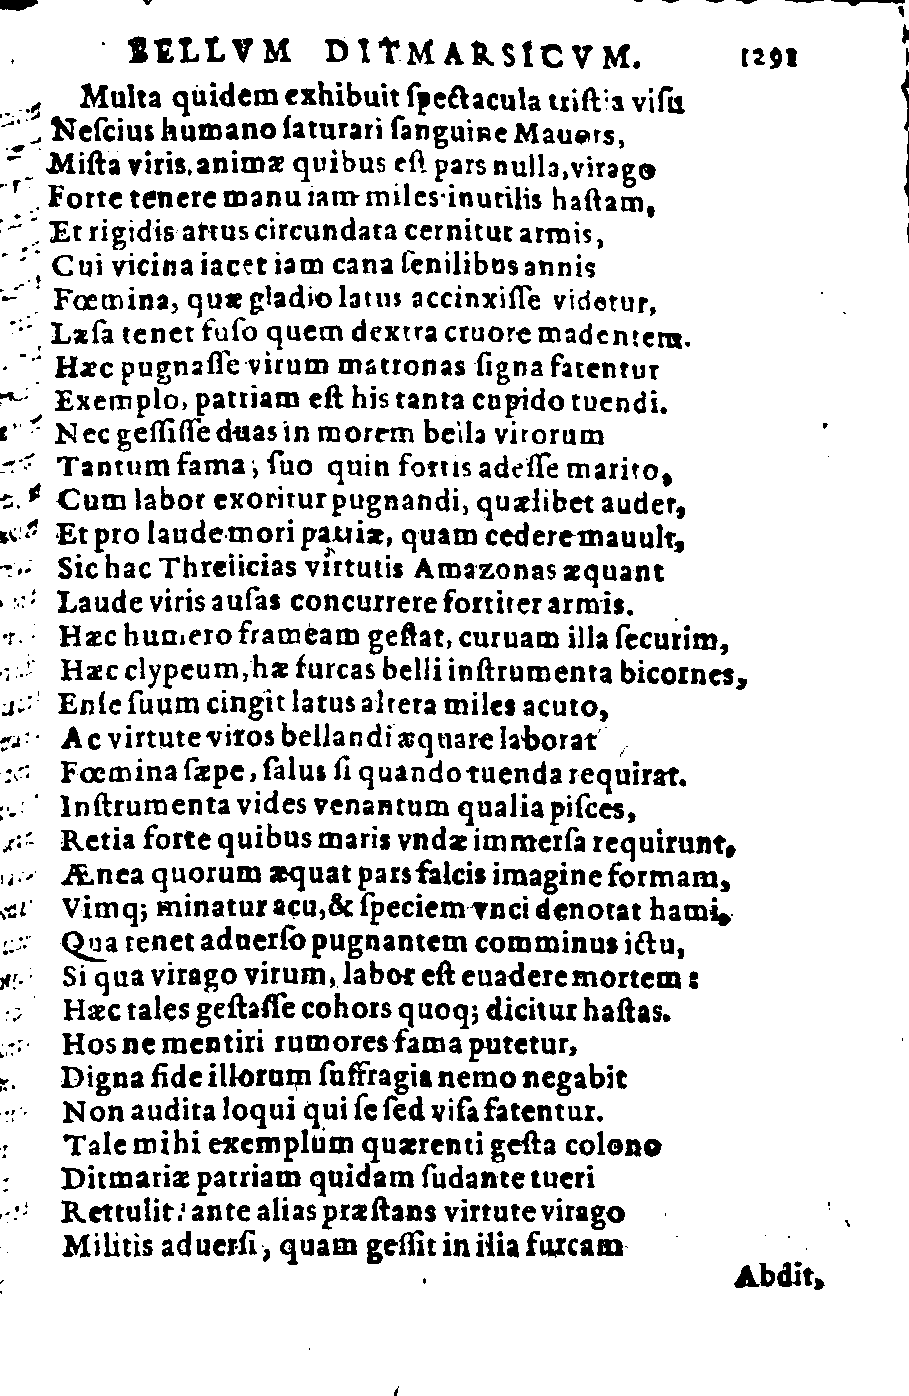 BELLVM DITMARSICVM. 1291
Multa quidem exhibuit ſpectacula triſtia viſu
Neſcius humano ſaturari ſanguine Mauors,
Miſta viris, animæ quibus eſt pars nulla, virago
Forte tenere manu iam miles inutilis haſtam,
Et rigidis artus circundata cernitur armis,
Cui vicina iacet iam cana ſenilibus annis
Fœmina, quæ gladio latus accinxiſſe videtur,
Læſa tenet fuſo quem dextra cruore madentem.
Hæc pugnaſſe virum matronas ſigna fatentur
Exemplo, patriam eſt his tanta cupido tuendi.
Nec geſſiſſe duas in morem bella virorum
Tantum fama, ſuo quin fortis adeſſe marito,
Cum labor exoritur pugnandi, quælibet audet,
Et pro laude mori patriæ, quam cedere mauult,
Sic hac Threiicias virtutis Amazonas æquant
Laude viris auſas concurrere fortiter armis.
Hæc humero frameam geſtat, curuam illa ſecurim,
Hæc clypeum, hæ furcas belli inſtrumenta bicornes,
Enſe ſuum cingit latus altera miles acuto,
Ac virtute viros bellandi æquare laborat
Fœmina ſæpe, ſalus ſi quando tuenda requirat.
Inſtrumenta vides venantum qualia piſces,
Retia forte quibus maris vndæ immerſa requirunt,
Ænea quorum æquat pars falcis imagine formam,
Vimq; minatur acu, & ſpeciem vnci denotat hami,
Qua tenet aduerſo pugnantem comminus ictu,
Si qua virago virum, labor eſt euadere mortem:
Hæc tales geſtaſſe cohors quoq; dicitur haſtas.
Hos ne mentiri rumores fama putetur,
Digna fide illorum ſuffragia nemo negabit
Non audita loqui qui ſe ſed viſa fatentur.
Tale mihi exemplum quærenti geſta colono
Ditmariæ patriam quidam ſudante tueri
Rettulit: ante alias præſtans virtute virago
Militis aduerſi, quam geſſit in ilia furcam
Abdit,